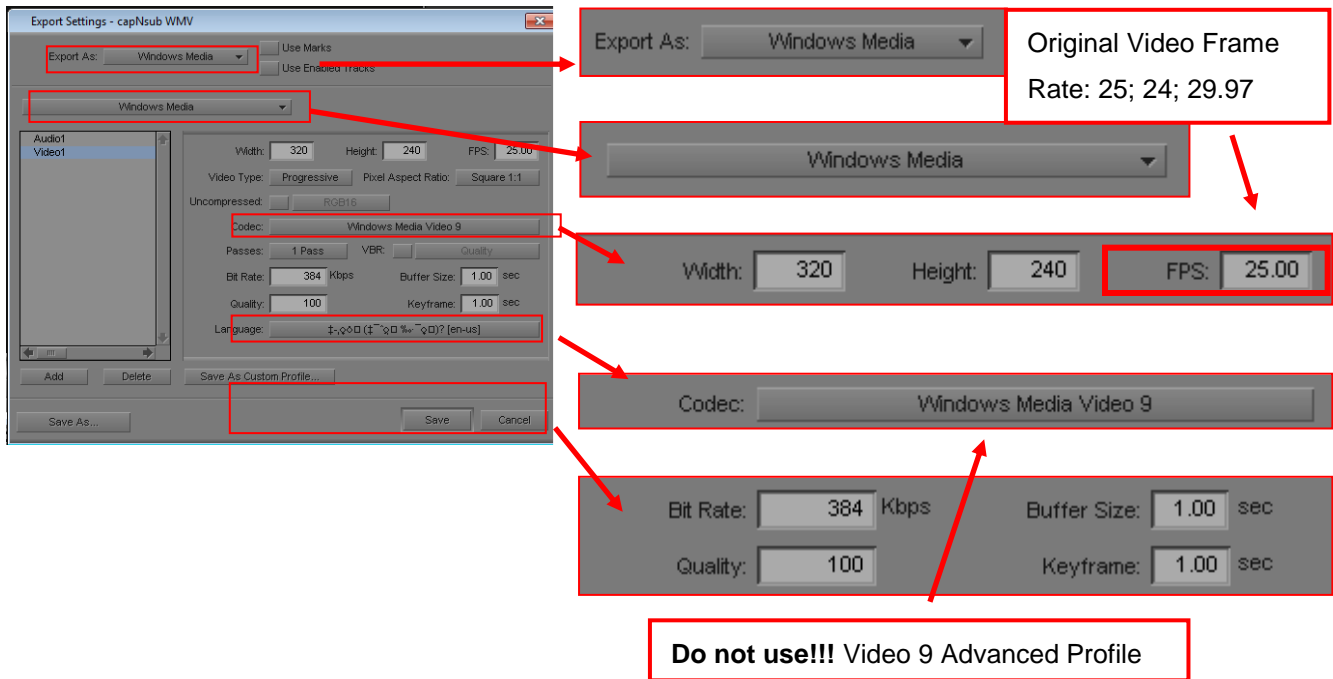 Export Settings - capNsub WMV
Export As: Windows Media
Use Marks
Use Enabled Tracks
Windows Media
Audio1
Video1
Width: 320 Height: 240 FPS: 25.00
Video Type: Progressive Pixel Aspect Ratio: Square 1:1
Uncompressed: RGB16
Codec: Windows Media Video 9
Passes: 1 Pass VBR: Quality
Bit Rate: 384 Kbps Buffer Size: 1.00 sec
Quality: 100 Keyframe: 1.00 sec
Language: [en-us]
Add Delete Save As Custom Profile...
Save As... Save Cancel
Export As: Windows Media
Original Video Frame
Rate: 25; 24; 29.97
Windows Media
Width: 320 Height: 240 FPS: 25.00
Codec: Windows Media Video 9
Bit Rate: 384 Kbps Buffer Size: 1.00 sec
Quality: 100 Keyframe: 1.00 sec
Do not use!!! Video 9 Advanced Profile